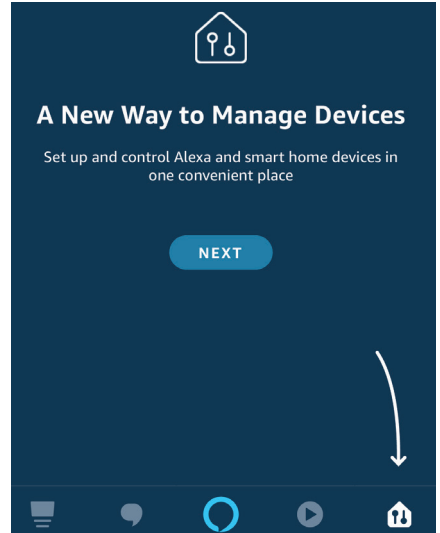 A New Way to Manage Devices
Set up and control Alexa and smart home devices in
one convenient place
NEXT